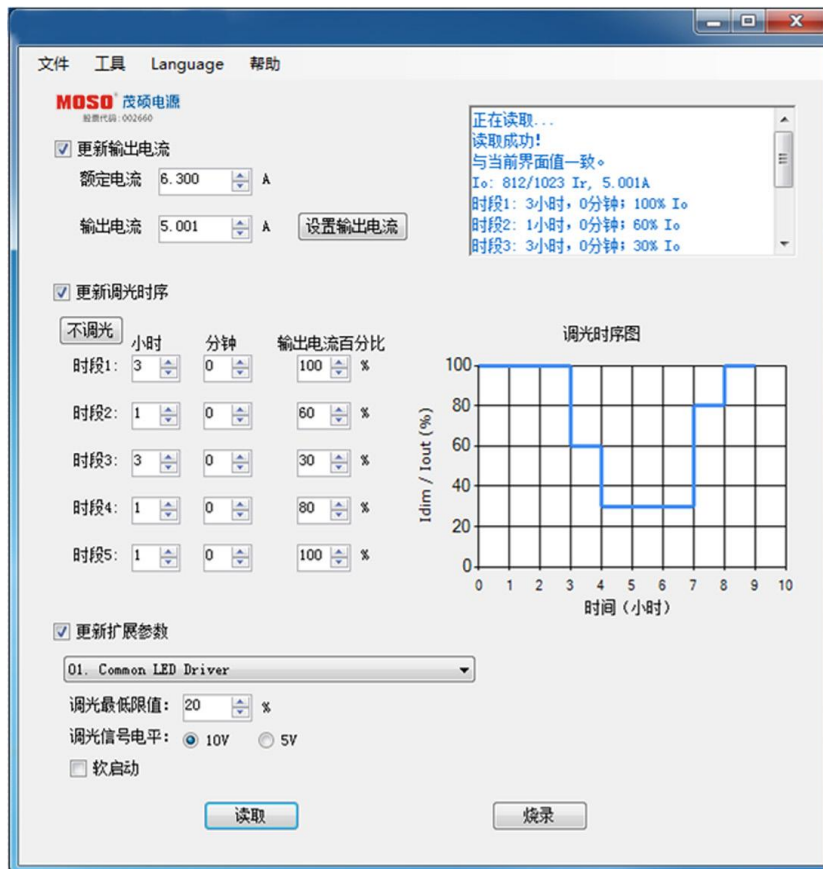 文件 工具 Language 帮助
MOSO® 茂硕电源
股票代码:002660
正在读取...
读取成功!
与当前界面值一致。
Io: 812/1023 Ir, 5.001A
时段1: 3小时, 0分钟; 100% Io
时段2: 1小时, 0分钟; 60% Io
时段3: 3小时, 0分钟; 30% Io
更新输出电流
额定电流 6.300 A
输出电流 5.001 A 设置输出电流
更新调光时序
不调光 小时 分钟 输出电流百分比
时段1: 3 0 100 %
时段2: 1 0 60 %
时段3: 3 0 30 %
时段4: 1 0 80 %
时段5: 1 0 100 %
调光时序图
Idim / Iout (%)
100
80
60
40
20
0
0 1 2 3 4 5 6 7 8 9 10
时间 (小时)
更新扩展参数
01. Common LED Driver
调光最低限值: 20 %
调光信号电平: 10V 5V
软启动
读取 烧录